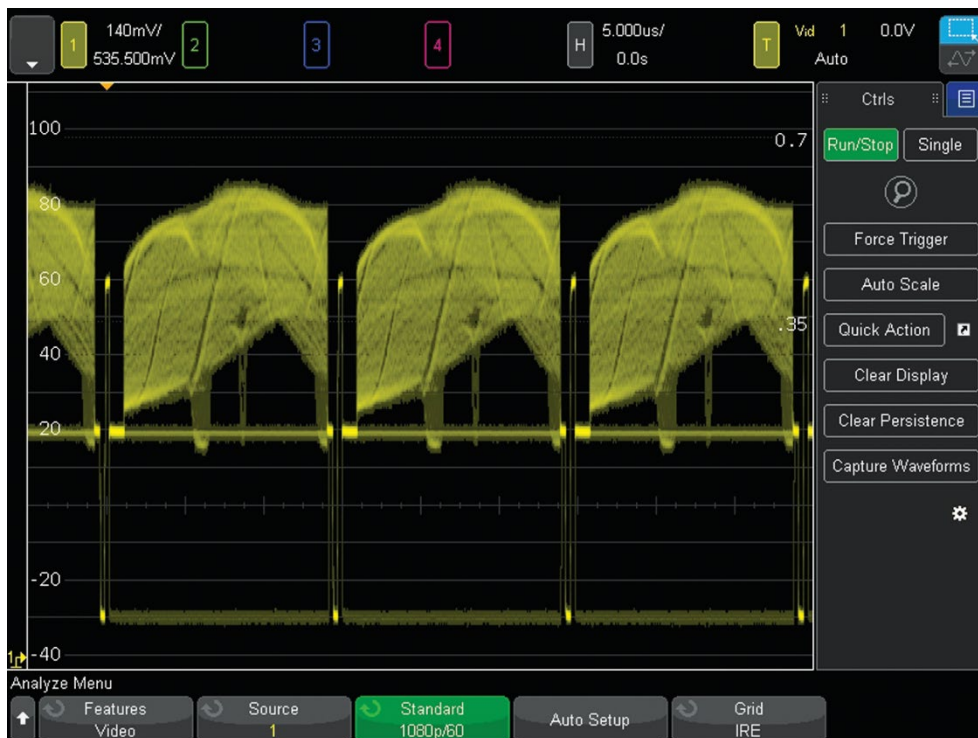 1
140mV/
535.500mV
2
3
4
H
5.000us/
0.0s
T
Vid 1 0.0V
Auto
100
80
60
40
20
-20
-40
0.7
.35
1
Ctrls
Run/Stop Single
Force Trigger
Auto Scale
Quick Action
Clear Display
Clear Persistence
Capture Waveforms
Analyze Menu
Features
Video
Source
1
Standard
1080p/60
Auto Setup
Grid
IRE